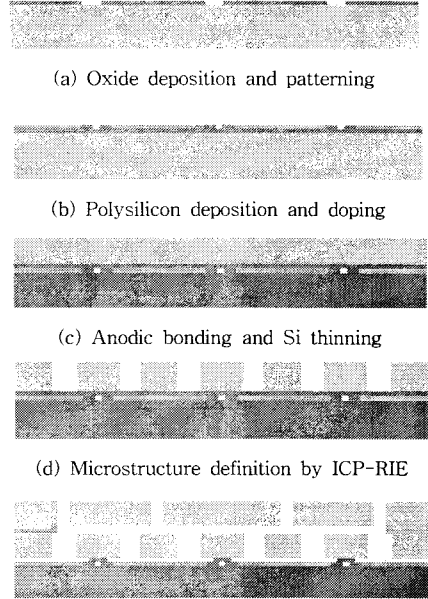 (a) Oxide deposition and patterning
(b) Polysilicon deposition and doping
(c) Anodic bonding and Si thinning
(d) Microstructure definition by ICP-RIE